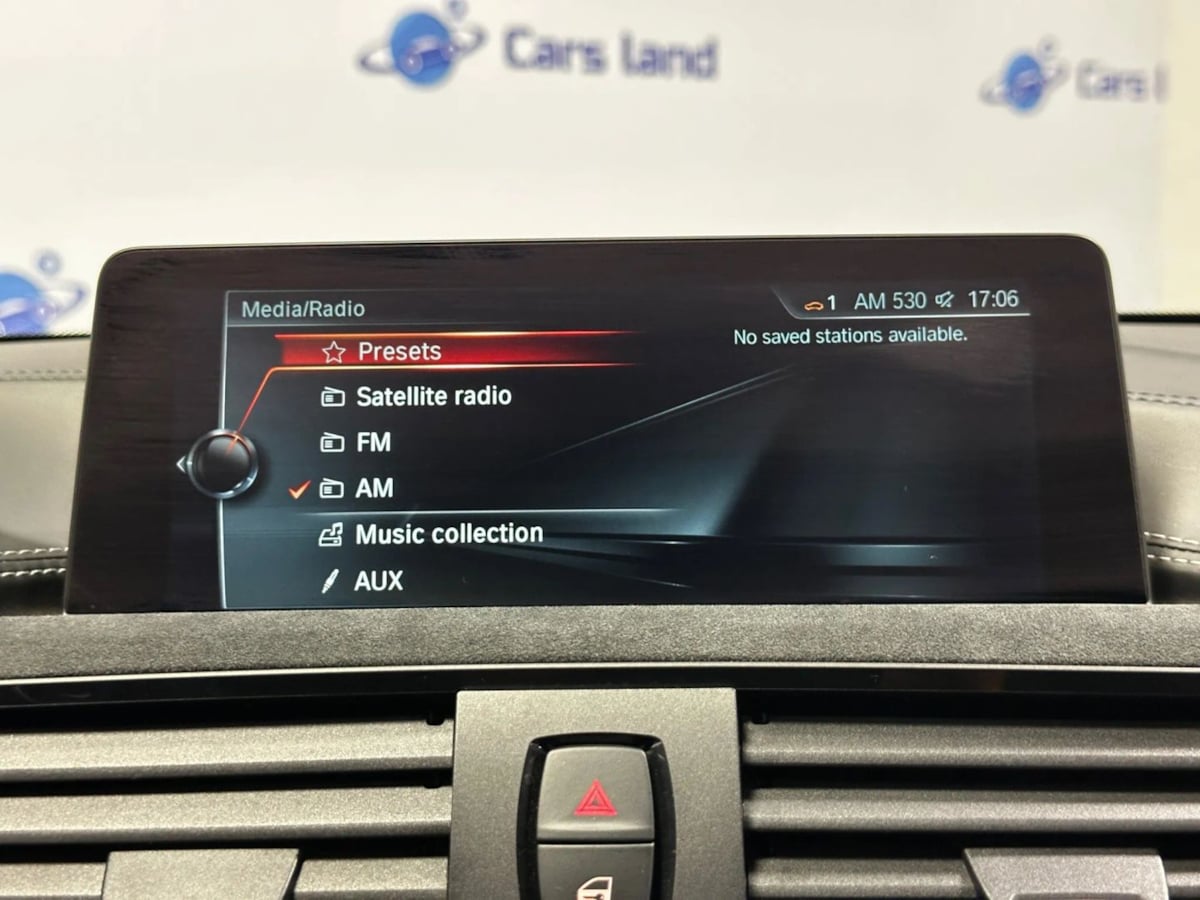 Cars land
Cars l
Media/Radio
1 AM 530 17:06
No saved stations available.
Presets
Satellite radio
FM
AM
Music collection
AUX